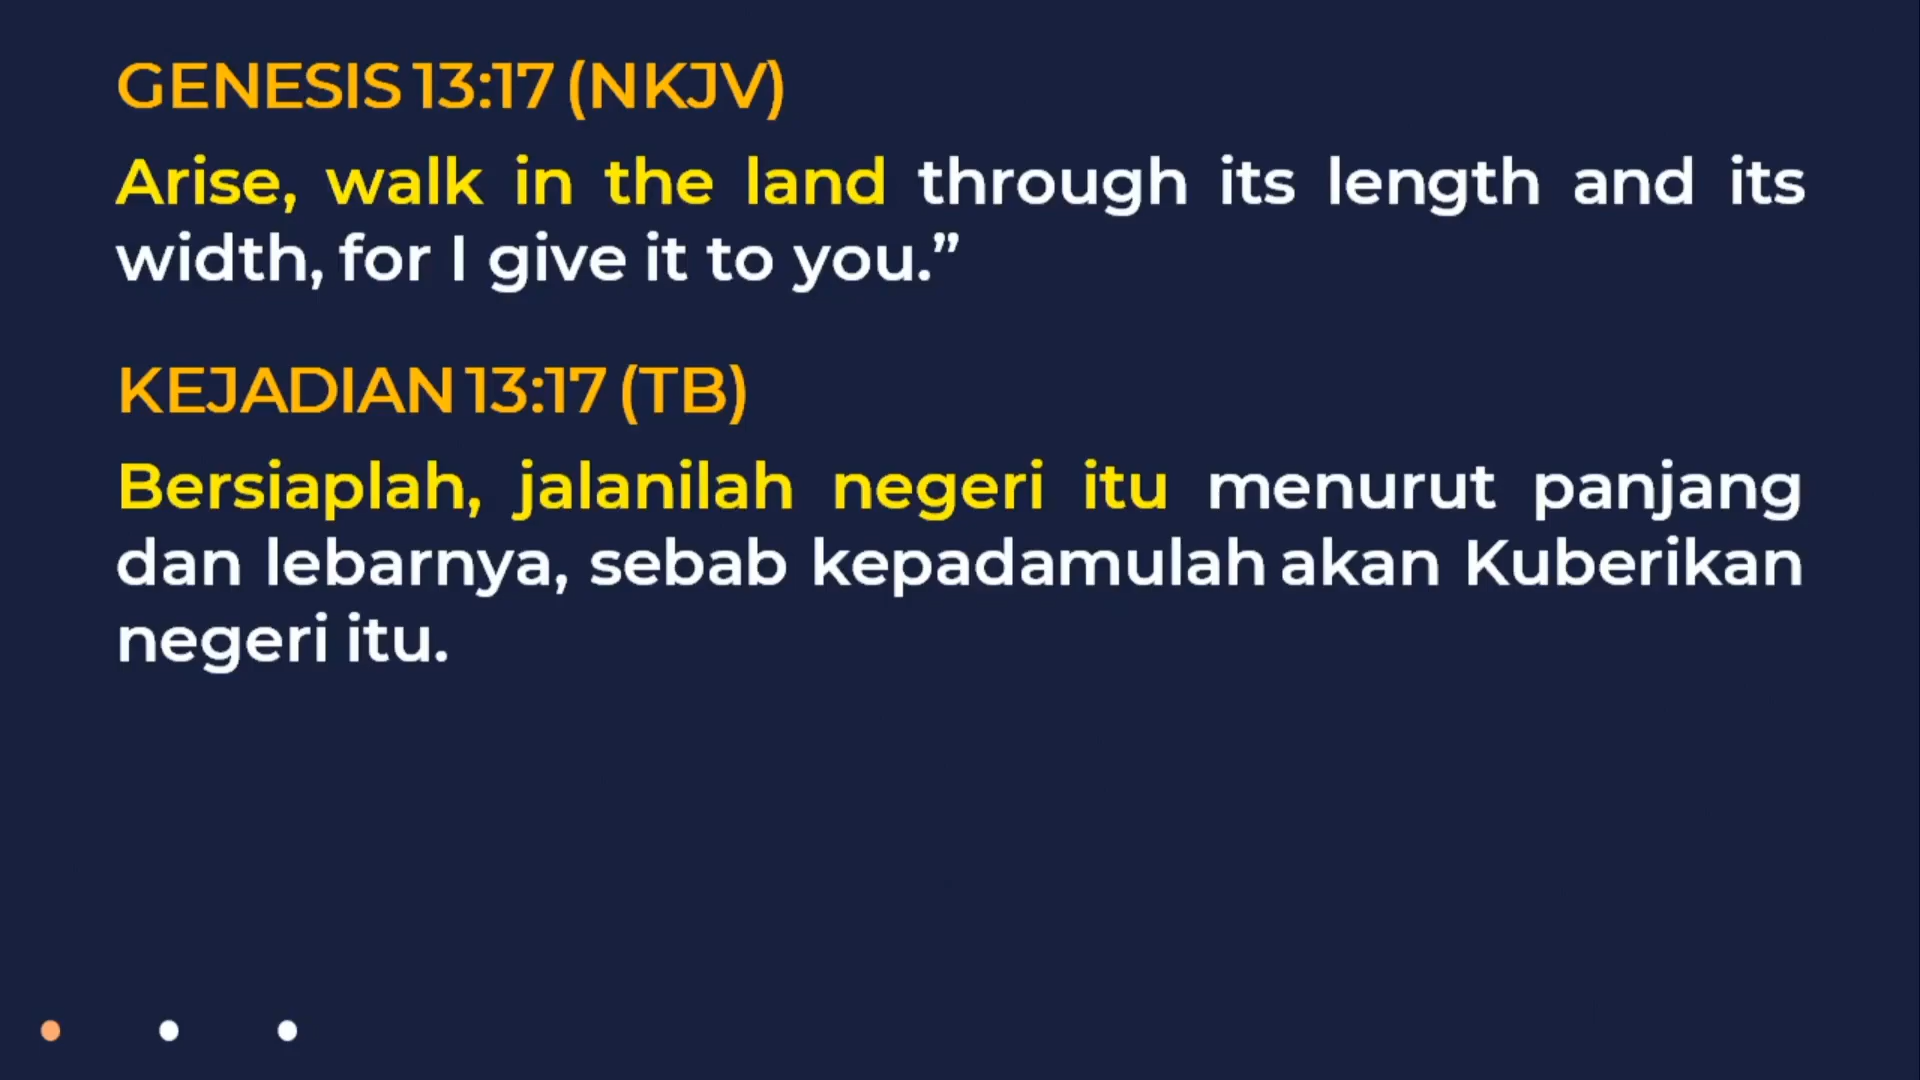 GENESIS 13:17 (NKJV)
Arise, walk in the land through its length and its
width, for I give it to you.”
KEJADIAN 13:17 (TB)
Bersiaplah, jalanilah negeri itu menurut panjang
dan lebarnya, sebab kepadamulah akan Kuberikan
negeri itu.